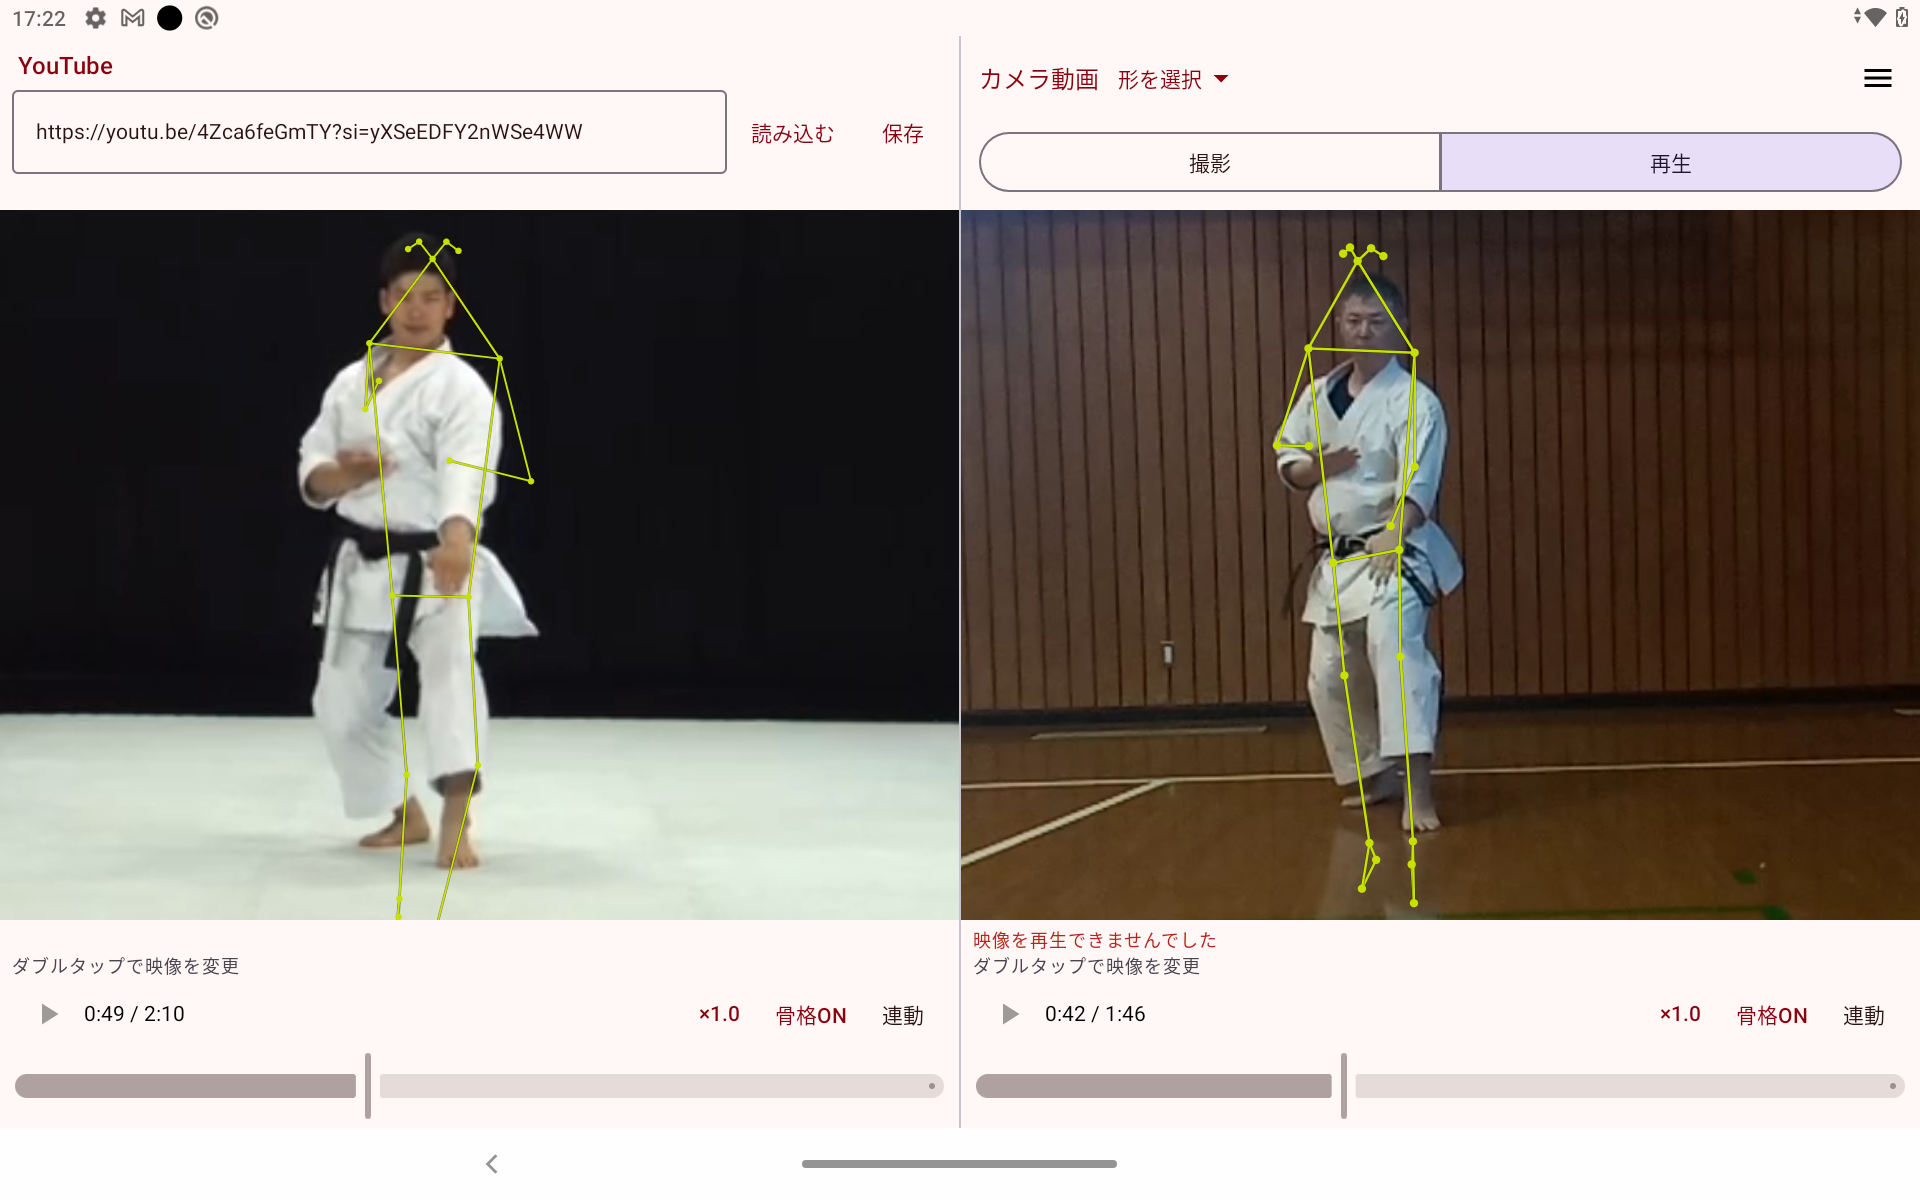 17:22
YouTube
https://youtu.be/4Zca6feGmTY?si=yXSeEDFY2nWSe4WW
読み込む
保存
カメラ動画
形を選択
撮影
再生
ダブルタップで映像を変更
0:49 / 2:10
×1.0
骨格ON
連動
映像を再生できませんでした
ダブルタップで映像を変更
0:42 / 1:46
×1.0
骨格ON
連動